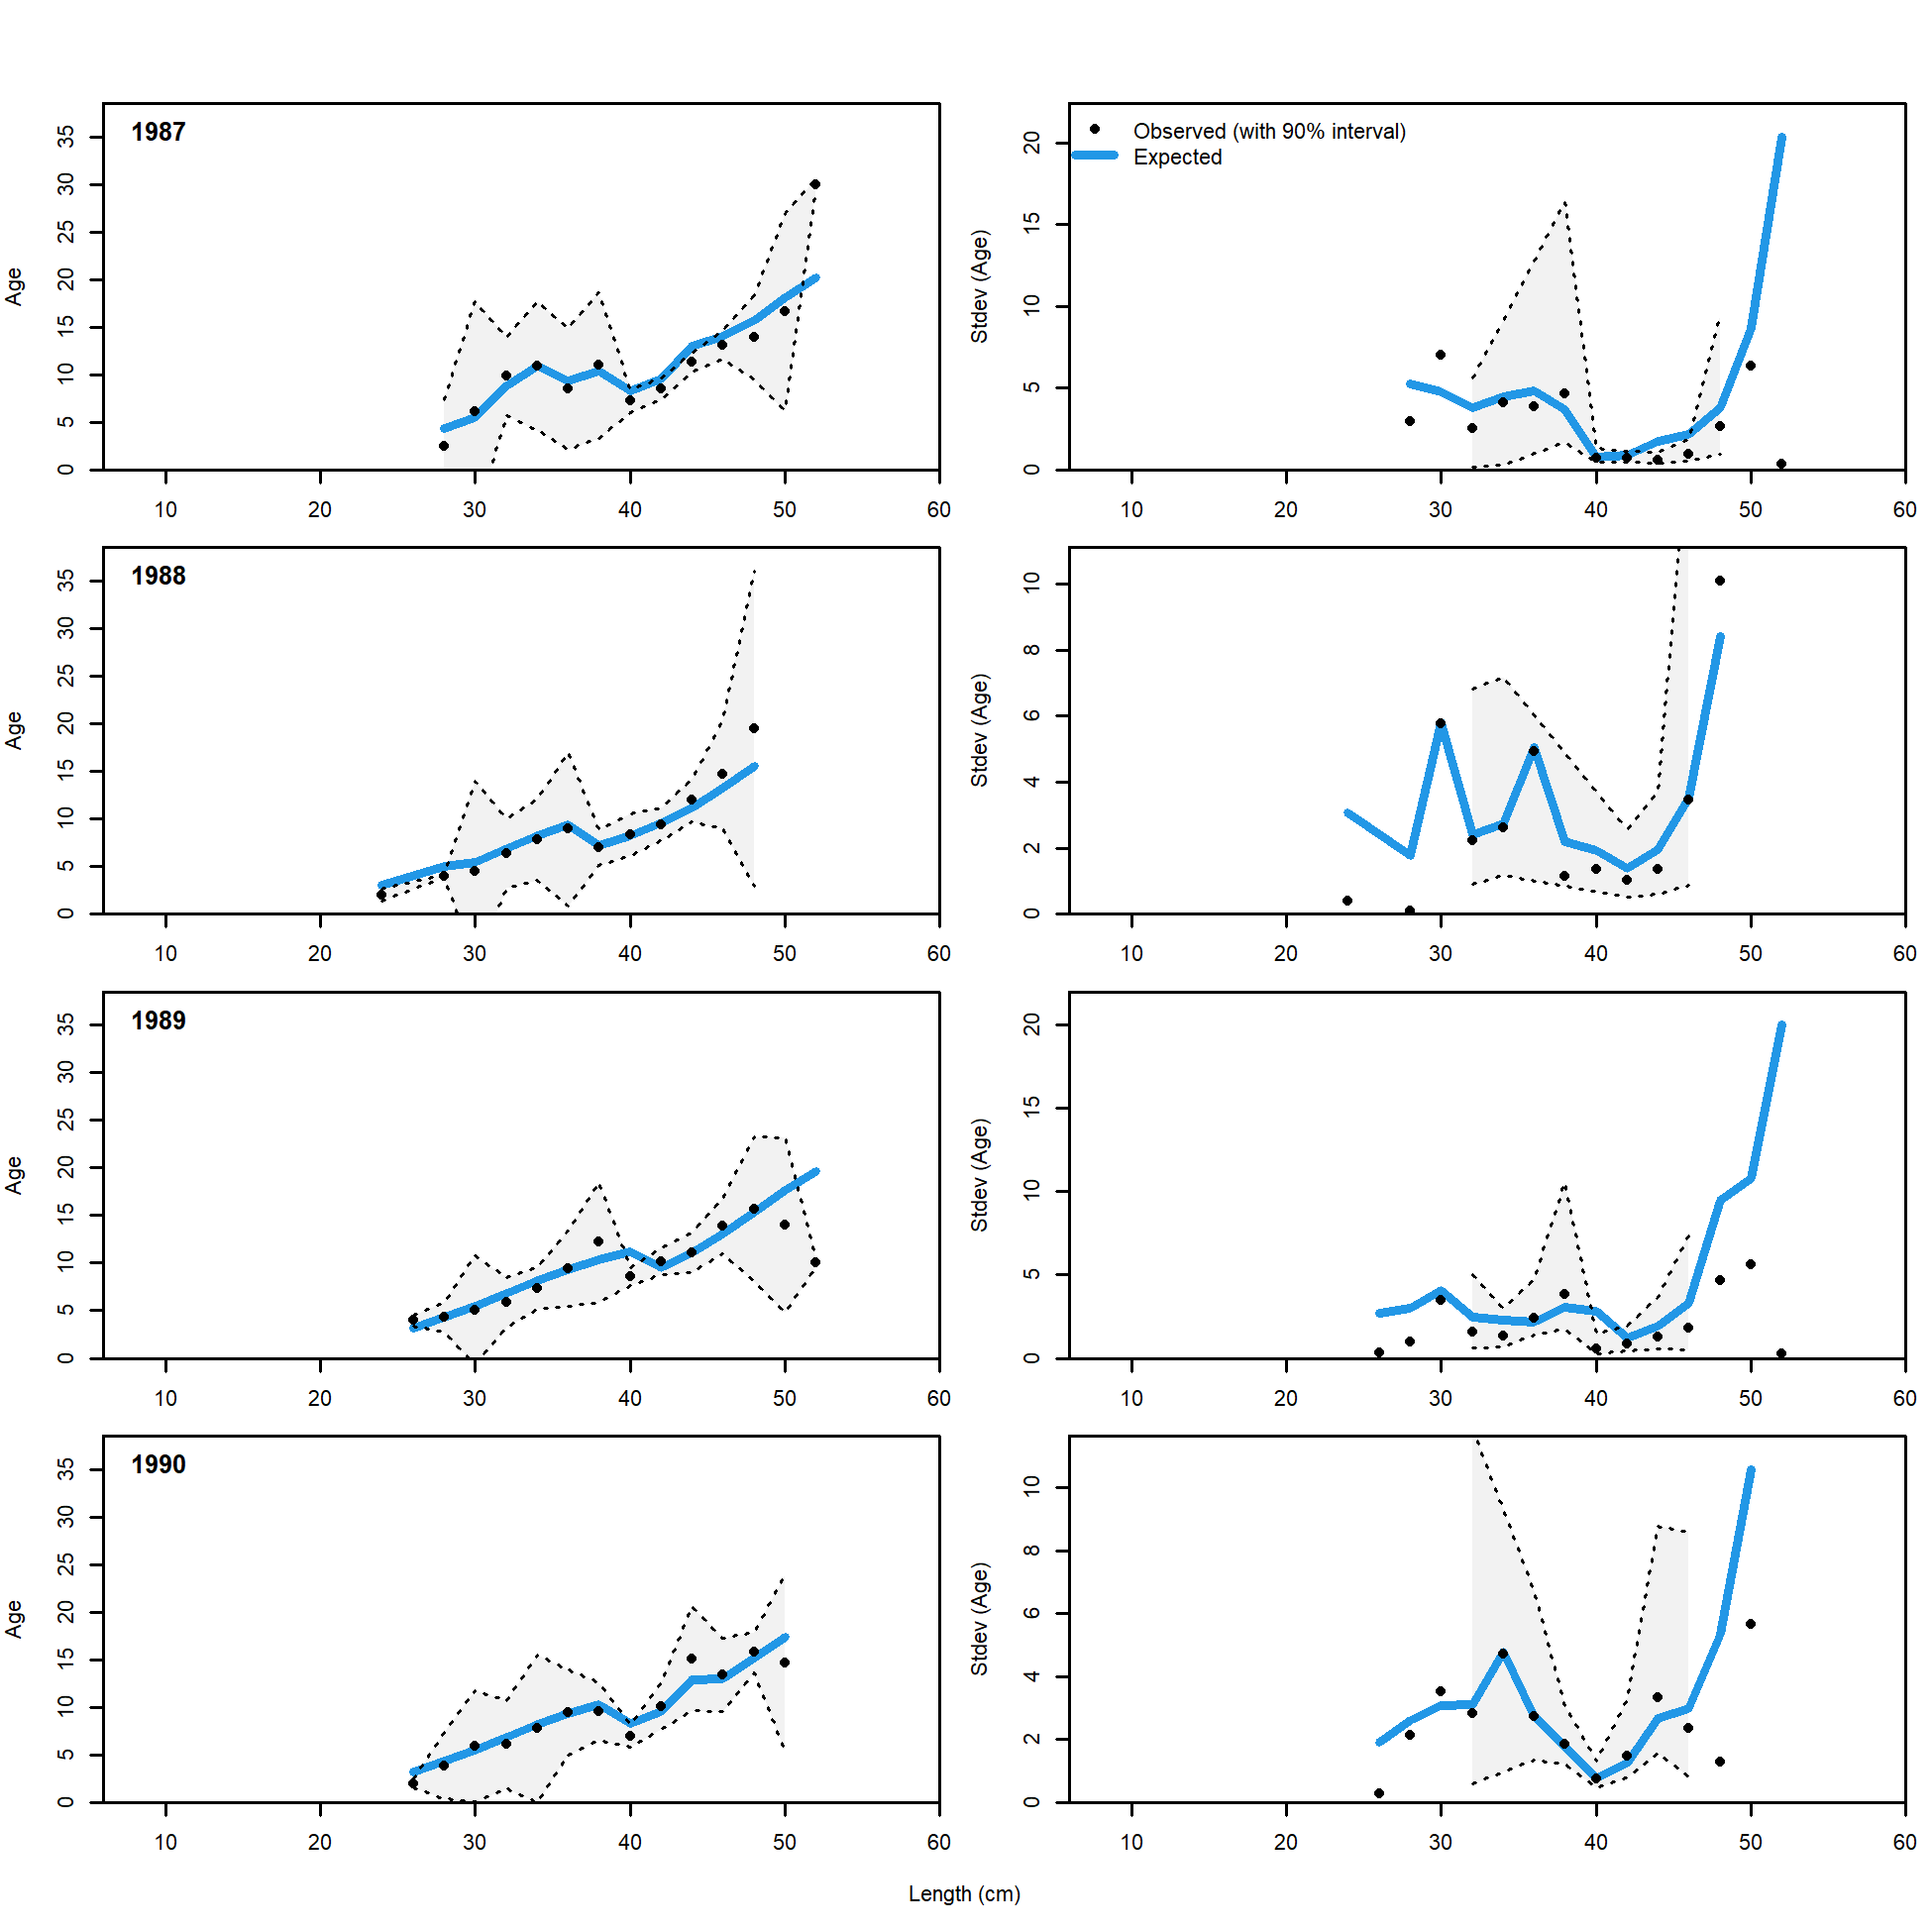 1987
Age
0 5 10 15 20 25 30 35
10 20 30 40 50 60
Observed (with 90% interval)
Expected
Stdev (Age)
0 5 10 15 20
10 20 30 40 50 60
1988
Age
0 5 10 15 20 25 30 35
10 20 30 40 50 60
Stdev (Age)
0 2 4 6 8 10
10 20 30 40 50 60
1989
Age
0 5 10 15 20 25 30 35
10 20 30 40 50 60
Stdev (Age)
0 5 10 15 20
10 20 30 40 50 60
1990
Age
0 5 10 15 20 25 30 35
10 20 30 40 50 60
Stdev (Age)
0 2 4 6 8 10
10 20 30 40 50 60
Length (cm)